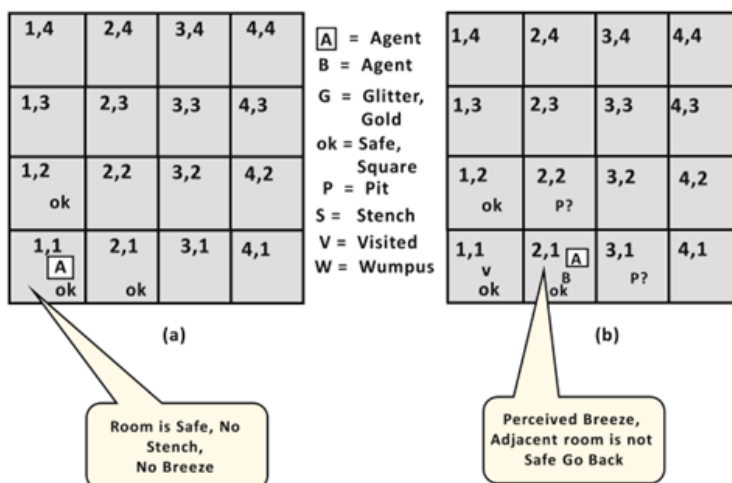 1,4 2,4 3,4 4,4
1,3 2,3 3,3 4,3
1,2 2,2 3,2 4,2
ok
1,1 2,1 3,1 4,1
A
ok ok
(a)
Room is Safe, No
Stench,
No Breeze
A = Agent
B = Agent
G = Glitter,
Gold
ok = Safe,
Square
P = Pit
S = Stench
V = Visited
W = Wumpus
1,4 2,4 3,4 4,4
1,3 2,3 3,3 4,3
1,2 2,2 3,2 4,2
ok P?
1,1 2,1 A 3,1 4,1
v B P?
ok ok
(b)
Perceived Breeze,
Adjacent room is not
Safe Go Back